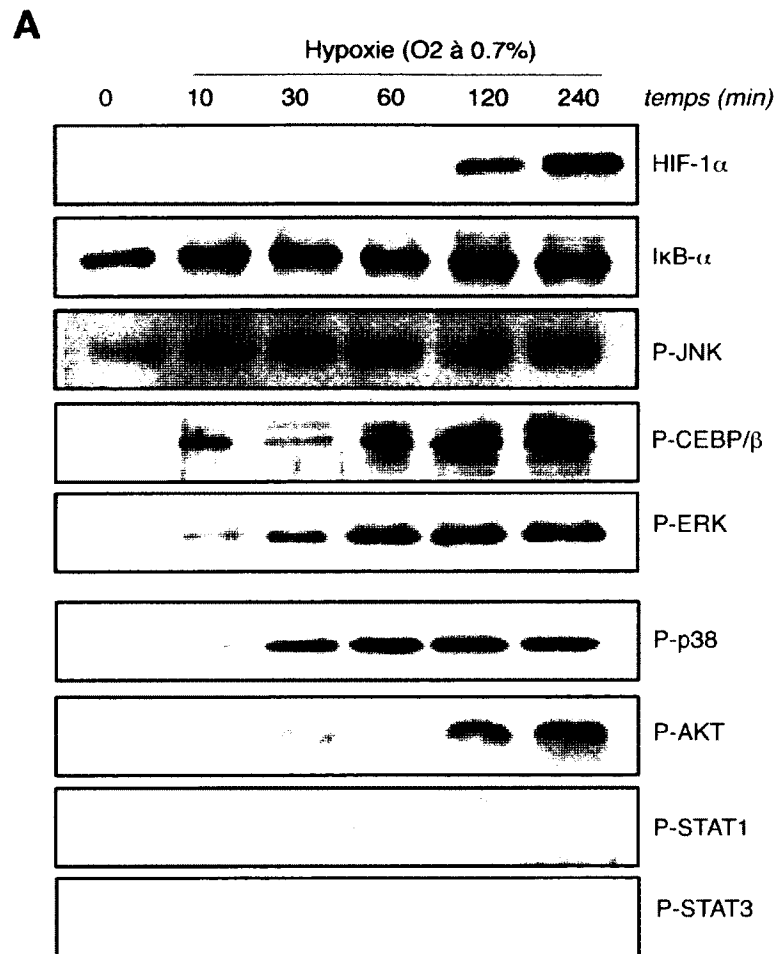 A
Hypoxie (O2 à 0.7%)
0 10 30 60 120 240 temps (min)
HIF-1α
IκB-α
P-JNK
P-CEBP/β
P-ERK
P-p38
P-AKT
P-STAT1
P-STAT3